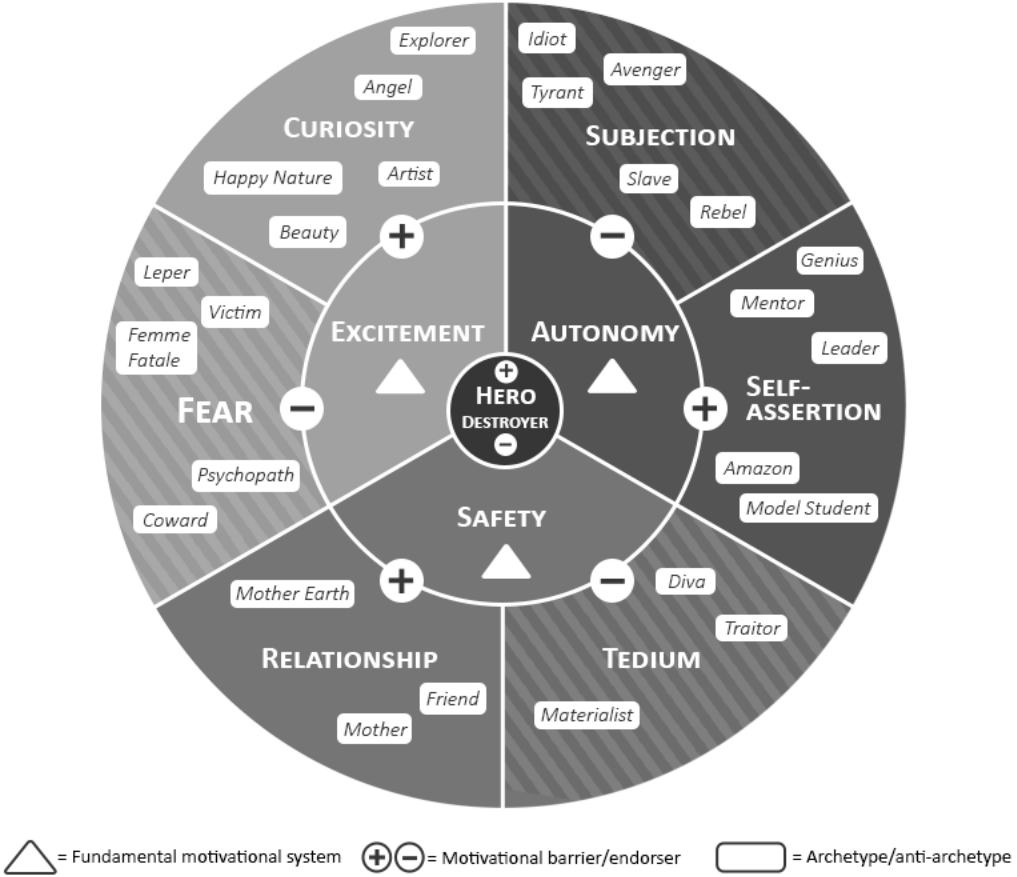 Explorer
Angel
CURIOSITY
Happy Nature
Artist
Beauty
Idiot
Avenger
Tyrant
SUBJECTION
Slave
Rebel
Leper
Victim
Femme
Fatale
FEAR
Psychopath
Coward
−
+
EXCITEMENT
−
AUTONOMY
+
HERO
DESTROYER
−
Genius
Mentor
Leader
+
SELF-
ASSERTION
Amazon
Model Student
SAFETY
+
Mother Earth
RELATIONSHIP
Friend
Mother
−
Diva
Traitor
TEDIUM
Materialist
= Fundamental motivational system
+ − = Motivational barrier/endorser
= Archetype/anti-archetype